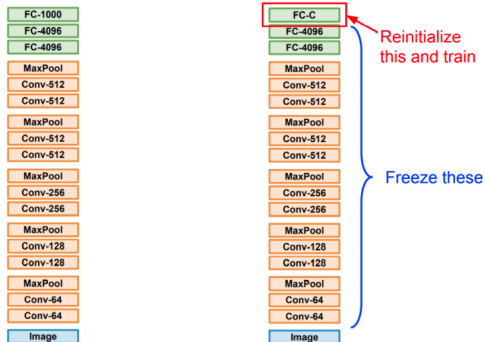 FC-1000
FC-4096
FC-4096
MaxPool
Conv-512
Conv-512
MaxPool
Conv-512
Conv-512
MaxPool
Conv-256
Conv-256
MaxPool
Conv-128
Conv-128
MaxPool
Conv-64
Conv-64
Image
FC-C
FC-4096
FC-4096
MaxPool
Conv-512
Conv-512
MaxPool
Conv-512
Conv-512
MaxPool
Conv-256
Conv-256
MaxPool
Conv-128
Conv-128
MaxPool
Conv-64
Conv-64
Image
Reinitialize
this and train
Freeze these